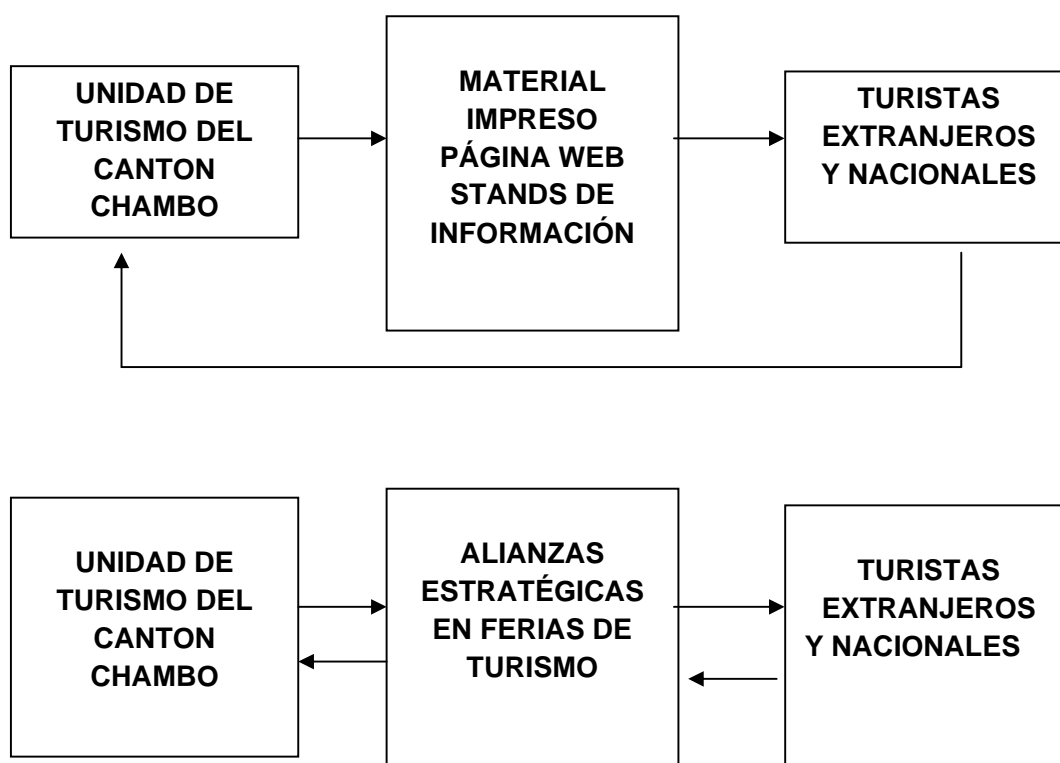 UNIDAD DE
TURISMO DEL
CANTON
CHAMBO
MATERIAL
IMPRESO
PÁGINA WEB
STANDS DE
INFORMACIÓN
TURISTAS
EXTRANJEROS
Y NACIONALES
UNIDAD DE
TURISMO DEL
CANTON
CHAMBO
ALIANZAS
ESTRATÉGICAS
EN FERIAS DE
TURISMO
TURISTAS
EXTRANJEROS
Y NACIONALES